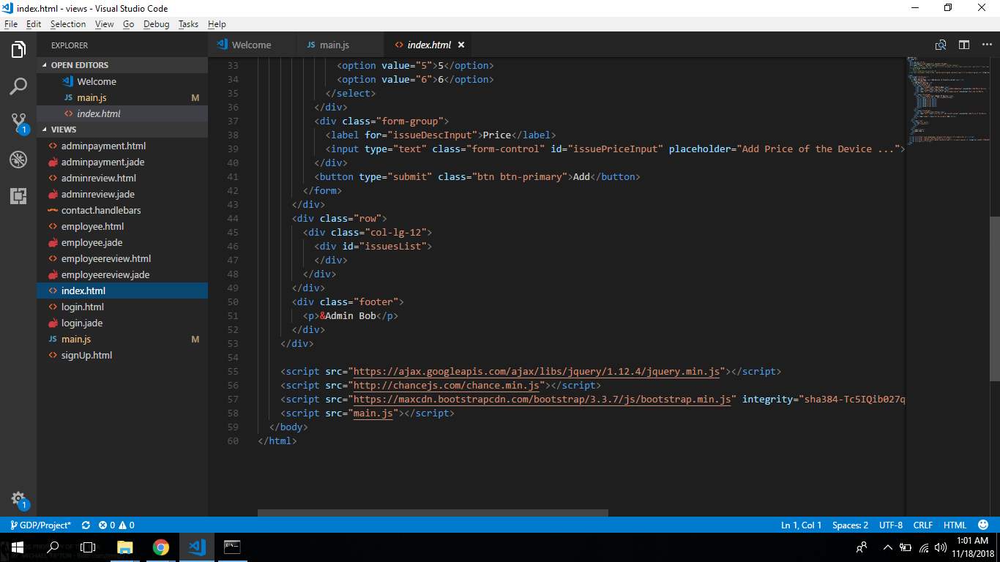 index.html - views - Visual Studio Code
File Edit Selection View Go Debug Tasks Help
EXPLORER
OPEN EDITORS
Welcome
JS main.js M
<> index.html
VIEWS
<> adminpayment.html
adminpayment.jade
<> adminreview.html
adminreview.jade
contact.handlebars
<> employee.html
employee.jade
<> employeereview.html
employeereview.jade
<> index.html
<> login.html
login.jade
JS main.js M
<> signUp.html
1
1
Welcome JS main.js <> index.html ×
33 <option value="5">5</option>
34 <option value="6">6</option>
35 </select>
36 </div>
37 <div class="form-group">
38 <label for="issueDescInput">Price</label>
39 <input type="text" class="form-control" id="issuePriceInput" placeholder="Add Price of the Device ...">
40 </div>
41 <button type="submit" class="btn btn-primary">Add</button>
42 </form>
43 </div>
44 <div class="row">
45 <div class="col-lg-12">
46 <div id="issuesList">
47 </div>
48 </div>
49 </div>
50 <div class="footer">
51 <p>&Admin Bob</p>
52 </div>
53 </div>
54
55 <script src="https://ajax.googleapis.com/ajax/libs/jquery/1.12.4/jquery.min.js"></script>
56 <script src="http://chancejs.com/chance.min.js"></script>
57 <script src="https://maxcdn.bootstrapcdn.com/bootstrap/3.3.7/js/bootstrap.min.js" integrity="sha384-Tc5IQib027q
58 <script src="main.js"></script>
59 </body>
60 </html>
GDP/Project* 0 0 Ln 1, Col 1 Spaces: 2 UTF-8 CRLF HTML
1:01 AM
11/18/2018